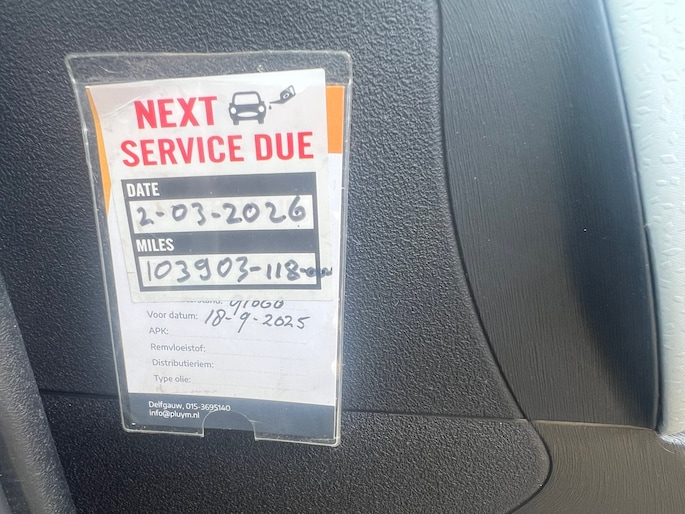 NEXT
SERVICE DUE
DATE
2-03-2026
MILES
103903-118
Voor datum: 18-9-2025
APK:
Remvloeistof:
Distributieriem:
Type olie:
Delfgauw, 015-3695140
info@pluym.nl